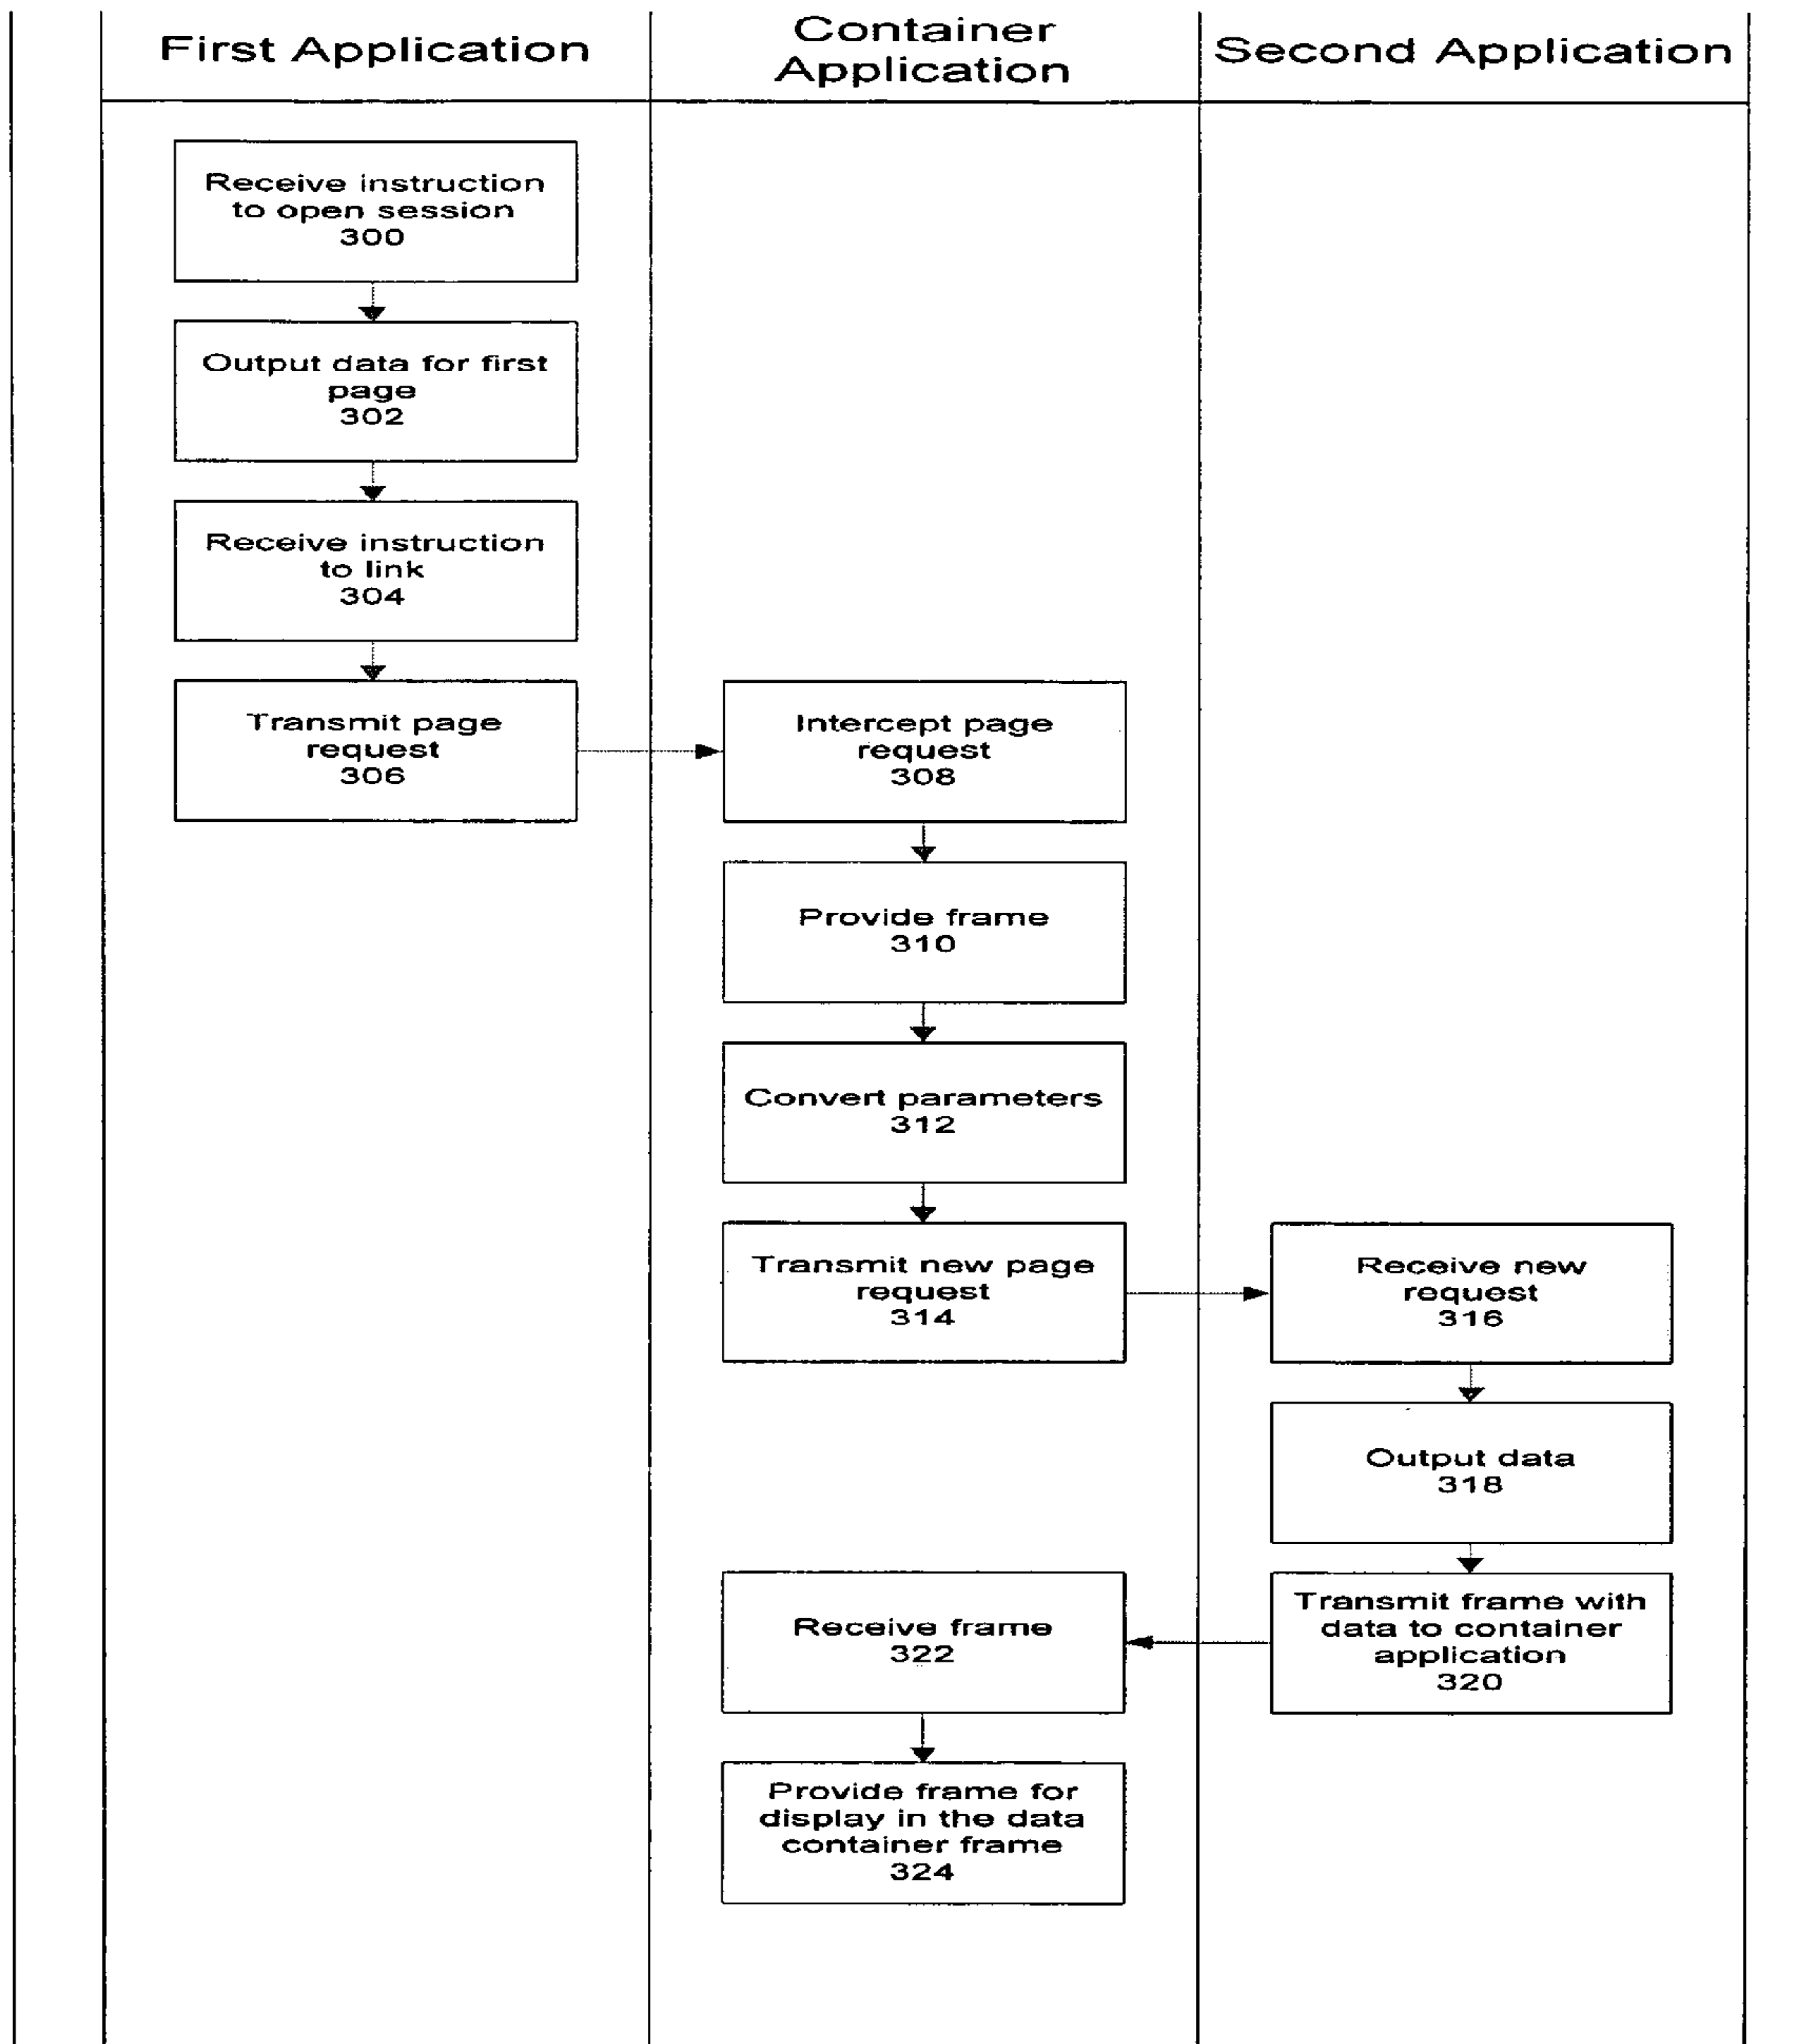 First Application
Container
Application
Second Application
Receive instruction
to open session
300
Output data for first
page
302
Receive instruction
to link
304
Transmit page
request
306
Intercept page
request
308
Provide frame
310
Convert parameters
312
Transmit new page
request
314
Receive new
request
316
Output data
318
Transmit frame with
data to container
application
320
Receive frame
322
Provide frame for
display in the data
container frame
324